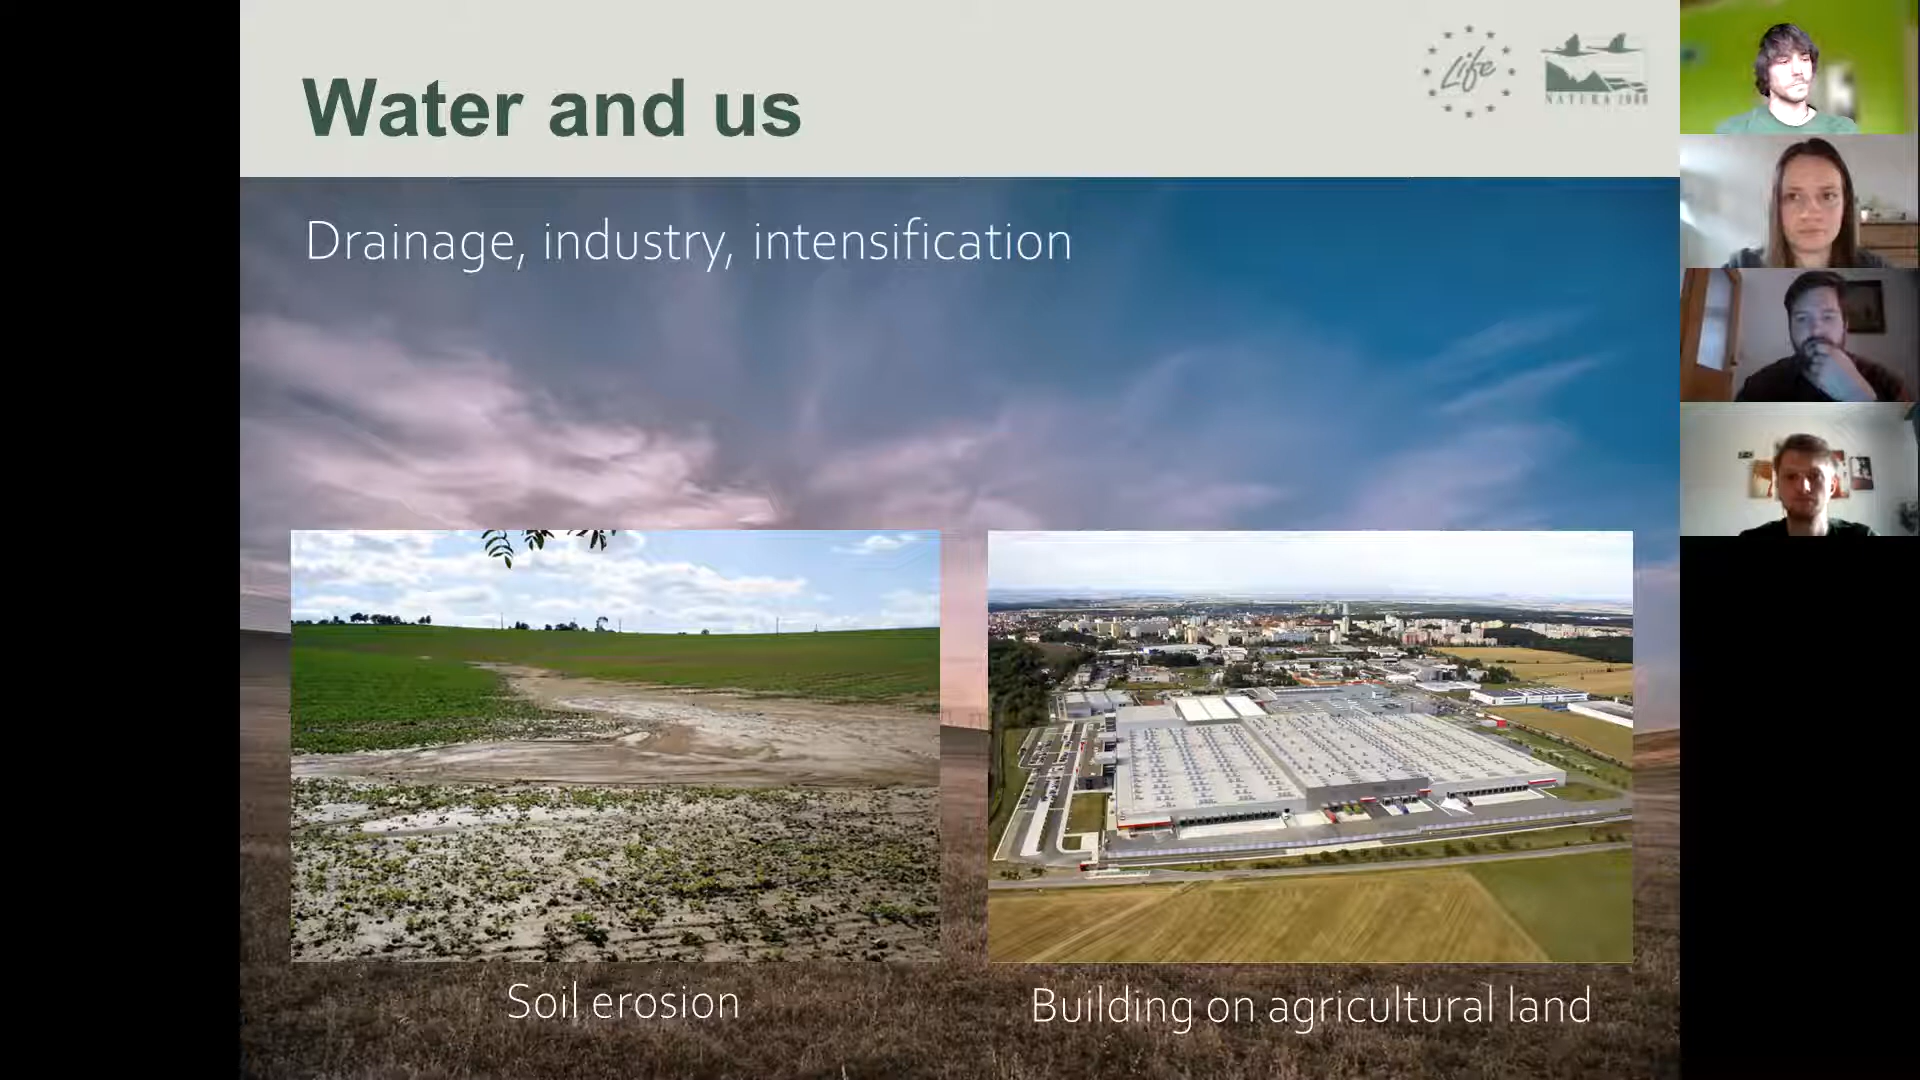 Water and us
Life
NATURA 2000
Drainage, industry, intensification
Soil erosion
Building on agricultural land